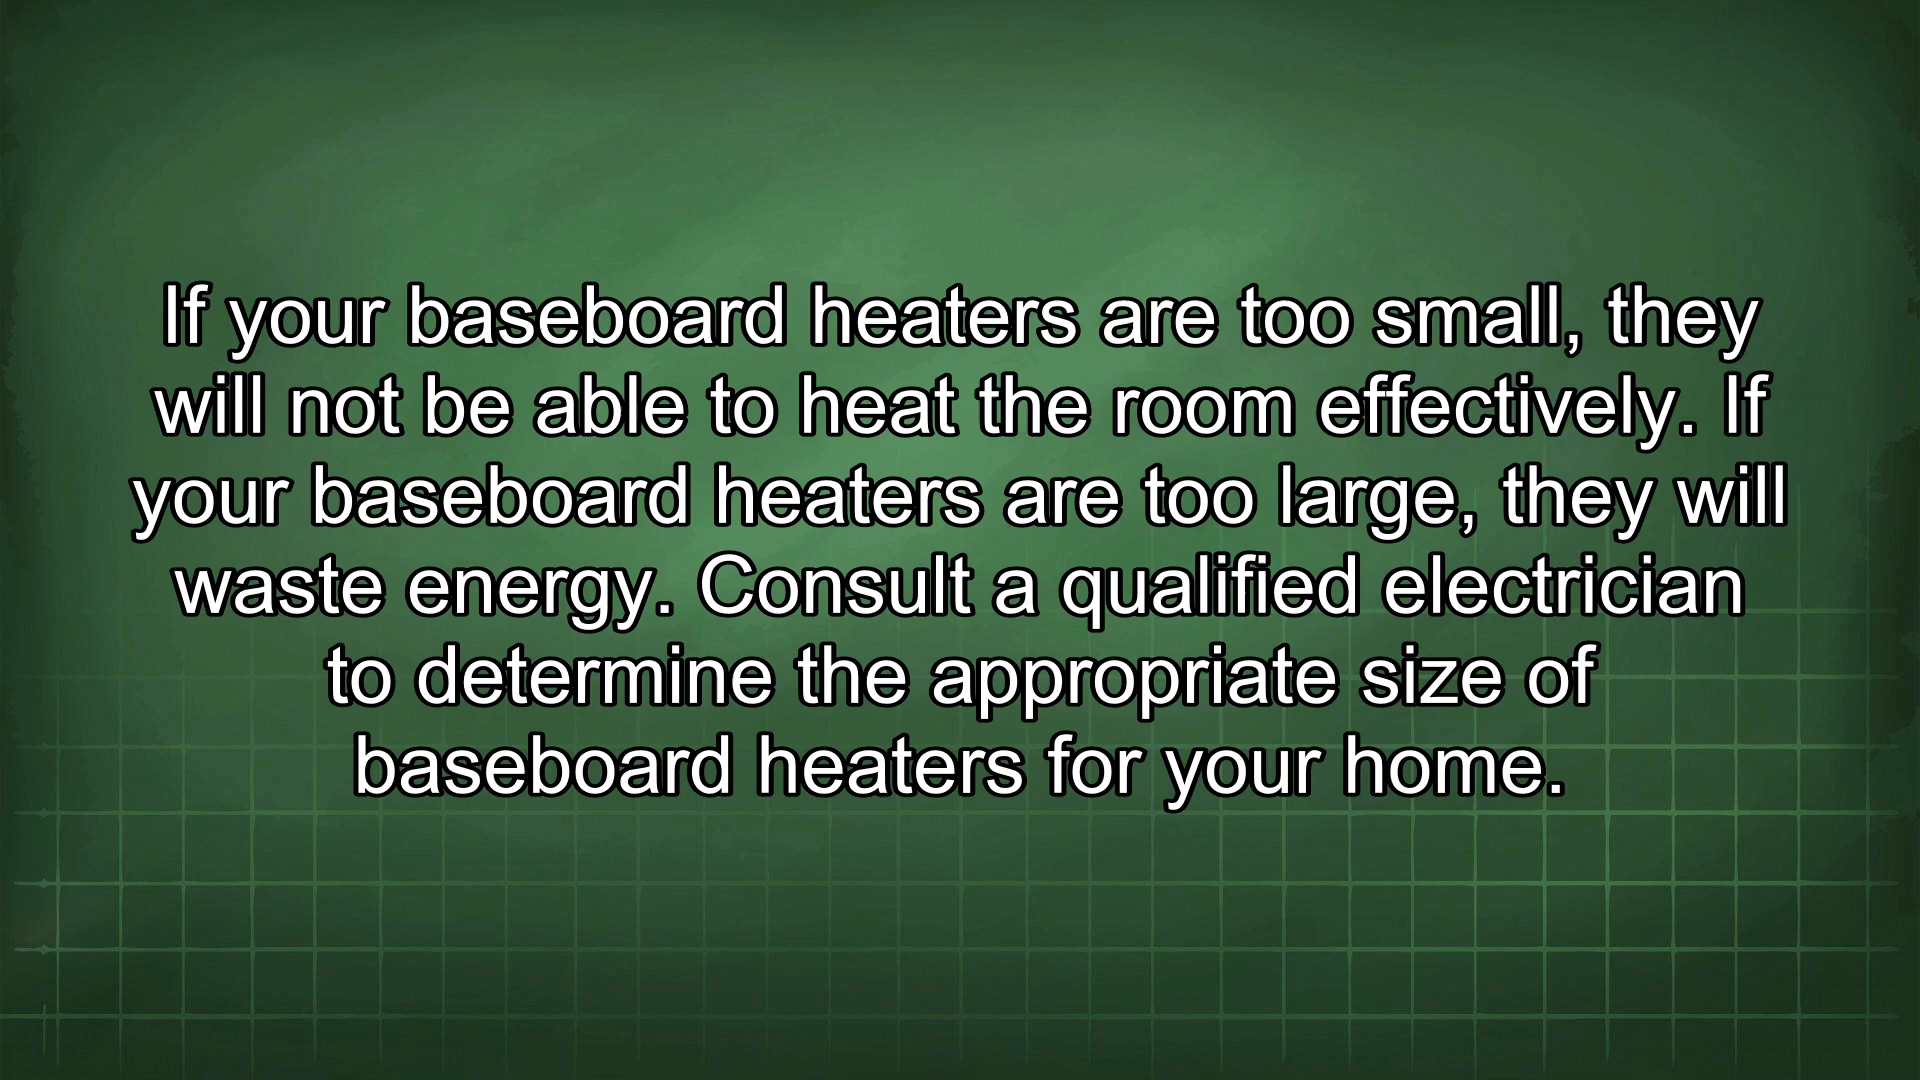 If your baseboard heaters are too small, they
will not be able to heat the room effectively. If
your baseboard heaters are too large, they will
waste energy. Consult a qualified electrician
to determine the appropriate size of
baseboard heaters for your home.